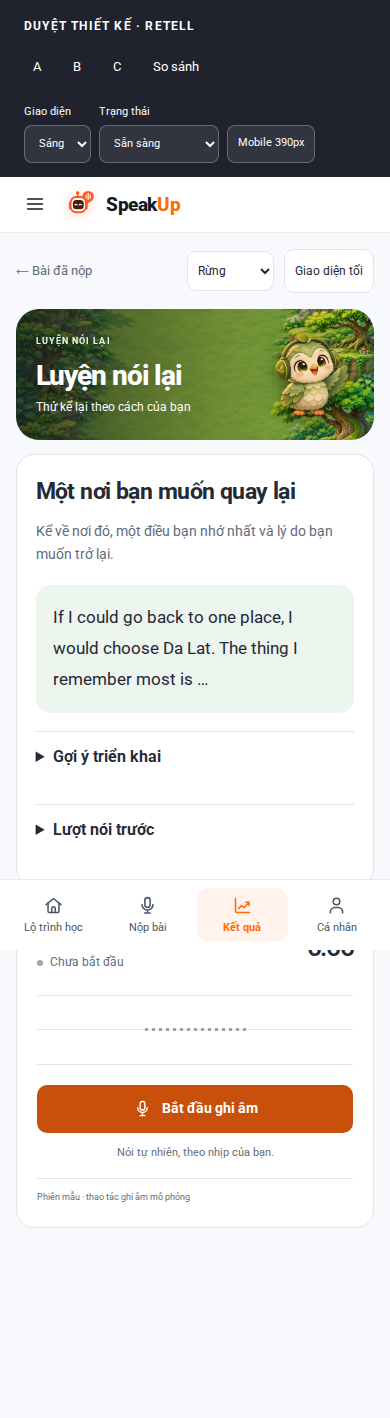 DUYỆT THIẾT KẾ · RETELL
A B C So sánh
Giao diện Trạng thái
Sáng Sẵn sàng Mobile 390px
SpeakUp
← Bài đã nộp Rừng Giao diện tối
LUYỆN NÓI LẠI
Luyện nói lại
Thử kể lại theo cách của bạn
Một nơi bạn muốn quay lại
Kể về nơi đó, một điều bạn nhớ nhất và lý do bạn
muốn trở lại.
If I could go back to one place, I
would choose Da Lat. The thing I
remember most is …
Gợi ý triển khai
Lượt nói trước
Lộ trình học Nộp bài Kết quả Cá nhân
Chưa bắt đầu
Bắt đầu ghi âm
Nói tự nhiên, theo nhịp của bạn.
Phiên mẫu · thao tác ghi âm mô phỏng